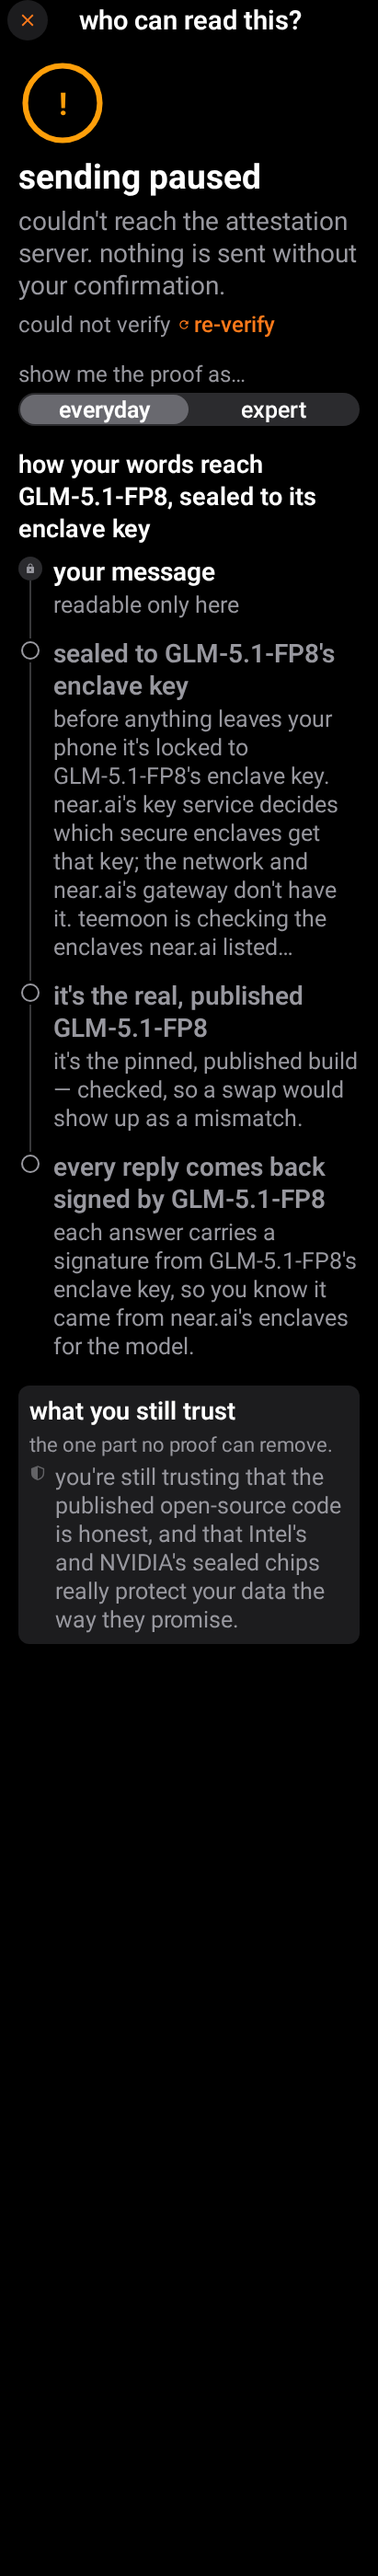 who can read this?
!
sending paused
couldn't reach the attestation
server. nothing is sent without
your confirmation.
could not verify re-verify
show me the proof as…
everyday expert
how your words reach
GLM-5.1-FP8, sealed to its
enclave key
your message
readable only here
sealed to GLM-5.1-FP8's
enclave key
before anything leaves your
phone it's locked to
GLM-5.1-FP8's enclave key.
near.ai's key service decides
which secure enclaves get
that key; the network and
near.ai's gateway don't have
it. teemoon is checking the
enclaves near.ai listed…
it's the real, published
GLM-5.1-FP8
it's the pinned, published build
— checked, so a swap would
show up as a mismatch.
every reply comes back
signed by GLM-5.1-FP8
each answer carries a
signature from GLM-5.1-FP8's
enclave key, so you know it
came from near.ai's enclaves
for the model.
what you still trust
the one part no proof can remove.
you're still trusting that the
published open-source code
is honest, and that Intel's
and NVIDIA's sealed chips
really protect your data the
way they promise.